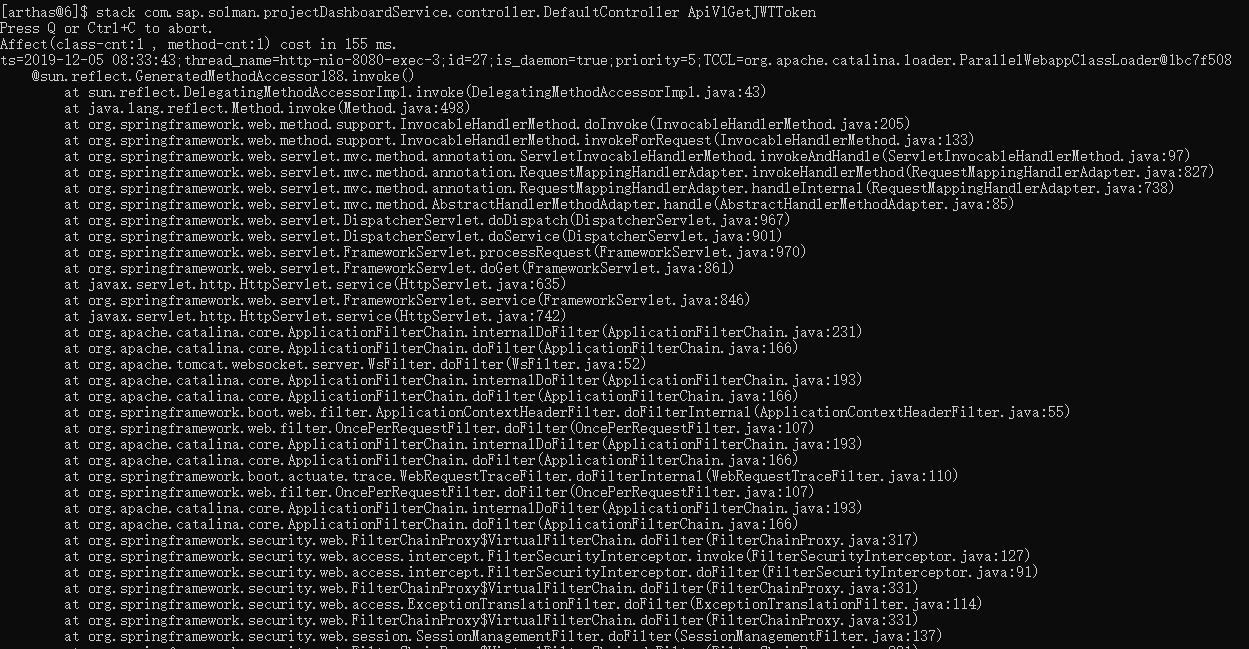 [arthas@6]$ stack com.sap.solman.projectDashboardService.controller.DefaultController ApiV1GetJWTToken
Press Q or Ctrl+C to abort.
Affect(class-cnt:1 , method-cnt:1) cost in 155 ms.
ts=2019-12-05 08:33:43;thread_name=http-nio-8080-exec-3;id=27;is_daemon=true;priority=5;TCCL=org.apache.catalina.loader.ParallelWebappClassLoader@1bc7f508
@sun.reflect.GeneratedMethodAccessor188.invoke()
at sun.reflect.DelegatingMethodAccessorImpl.invoke(DelegatingMethodAccessorImpl.java:43)
at java.lang.reflect.Method.invoke(Method.java:498)
at org.springframework.web.method.support.InvocableHandlerMethod.doInvoke(InvocableHandlerMethod.java:205)
at org.springframework.web.method.support.InvocableHandlerMethod.invokeForRequest(InvocableHandlerMethod.java:133)
at org.springframework.web.servlet.mvc.method.annotation.ServletInvocableHandlerMethod.invokeAndHandle(ServletInvocableHandlerMethod.java:97)
at org.springframework.web.servlet.mvc.method.annotation.RequestMappingHandlerAdapter.invokeHandlerMethod(RequestMappingHandlerAdapter.java:827)
at org.springframework.web.servlet.mvc.method.annotation.RequestMappingHandlerAdapter.handleInternal(RequestMappingHandlerAdapter.java:738)
at org.springframework.web.servlet.mvc.method.AbstractHandlerMethodAdapter.handle(AbstractHandlerMethodAdapter.java:85)
at org.springframework.web.servlet.DispatcherServlet.doDispatch(DispatcherServlet.java:967)
at org.springframework.web.servlet.DispatcherServlet.doService(DispatcherServlet.java:901)
at org.springframework.web.servlet.FrameworkServlet.processRequest(FrameworkServlet.java:970)
at org.springframework.web.servlet.FrameworkServlet.doGet(FrameworkServlet.java:861)
at javax.servlet.http.HttpServlet.service(HttpServlet.java:635)
at org.springframework.web.servlet.FrameworkServlet.service(FrameworkServlet.java:846)
at javax.servlet.http.HttpServlet.service(HttpServlet.java:742)
at org.apache.catalina.core.ApplicationFilterChain.internalDoFilter(ApplicationFilterChain.java:231)
at org.apache.catalina.core.ApplicationFilterChain.doFilter(ApplicationFilterChain.java:166)
at org.apache.tomcat.websocket.server.WsFilter.doFilter(WsFilter.java:52)
at org.apache.catalina.core.ApplicationFilterChain.internalDoFilter(ApplicationFilterChain.java:193)
at org.apache.catalina.core.ApplicationFilterChain.doFilter(ApplicationFilterChain.java:166)
at org.springframework.boot.web.filter.ApplicationContextHeaderFilter.doFilterInternal(ApplicationContextHeaderFilter.java:55)
at org.springframework.web.filter.OncePerRequestFilter.doFilter(OncePerRequestFilter.java:107)
at org.apache.catalina.core.ApplicationFilterChain.internalDoFilter(ApplicationFilterChain.java:193)
at org.apache.catalina.core.ApplicationFilterChain.doFilter(ApplicationFilterChain.java:166)
at org.springframework.boot.actuate.trace.WebRequestTraceFilter.doFilterInternal(WebRequestTraceFilter.java:110)
at org.springframework.web.filter.OncePerRequestFilter.doFilter(OncePerRequestFilter.java:107)
at org.apache.catalina.core.ApplicationFilterChain.internalDoFilter(ApplicationFilterChain.java:193)
at org.apache.catalina.core.ApplicationFilterChain.doFilter(ApplicationFilterChain.java:166)
at org.springframework.security.web.FilterChainProxy$VirtualFilterChain.doFilter(FilterChainProxy.java:317)
at org.springframework.security.web.access.intercept.FilterSecurityInterceptor.invoke(FilterSecurityInterceptor.java:127)
at org.springframework.security.web.access.intercept.FilterSecurityInterceptor.doFilter(FilterSecurityInterceptor.java:91)
at org.springframework.security.web.FilterChainProxy$VirtualFilterChain.doFilter(FilterChainProxy.java:331)
at org.springframework.security.web.access.ExceptionTranslationFilter.doFilter(ExceptionTranslationFilter.java:114)
at org.springframework.security.web.FilterChainProxy$VirtualFilterChain.doFilter(FilterChainProxy.java:331)
at org.springframework.security.web.session.SessionManagementFilter.doFilter(SessionManagementFilter.java:137)